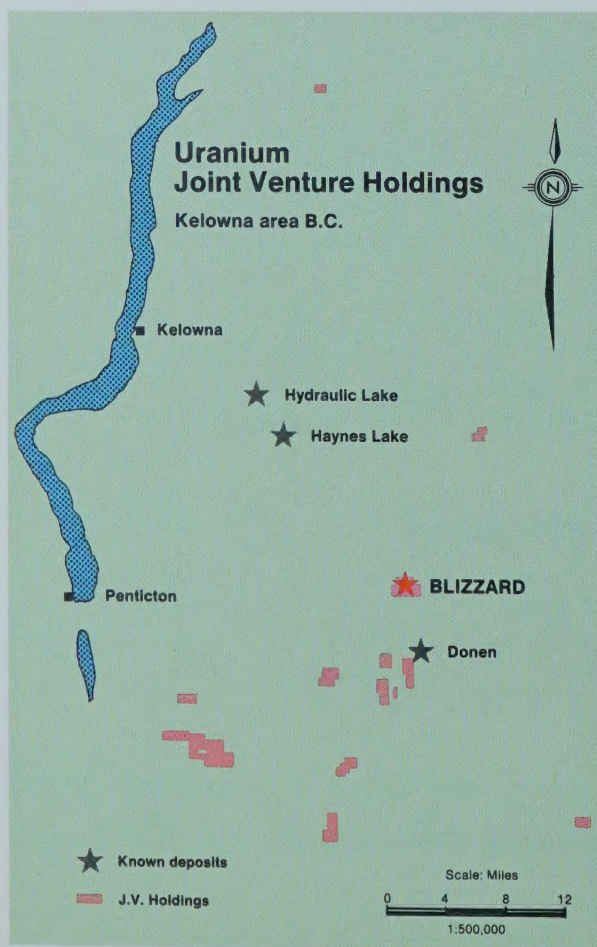 Uranium
Joint Venture Holdings
Kelowna area B.C.
N
Kelowna
Hydraulic Lake
Haynes Lake
BLIZZARD
Penticton
Donen
Known deposits
J.V. Holdings
Scale: Miles
0 4 8 12
1:500,000